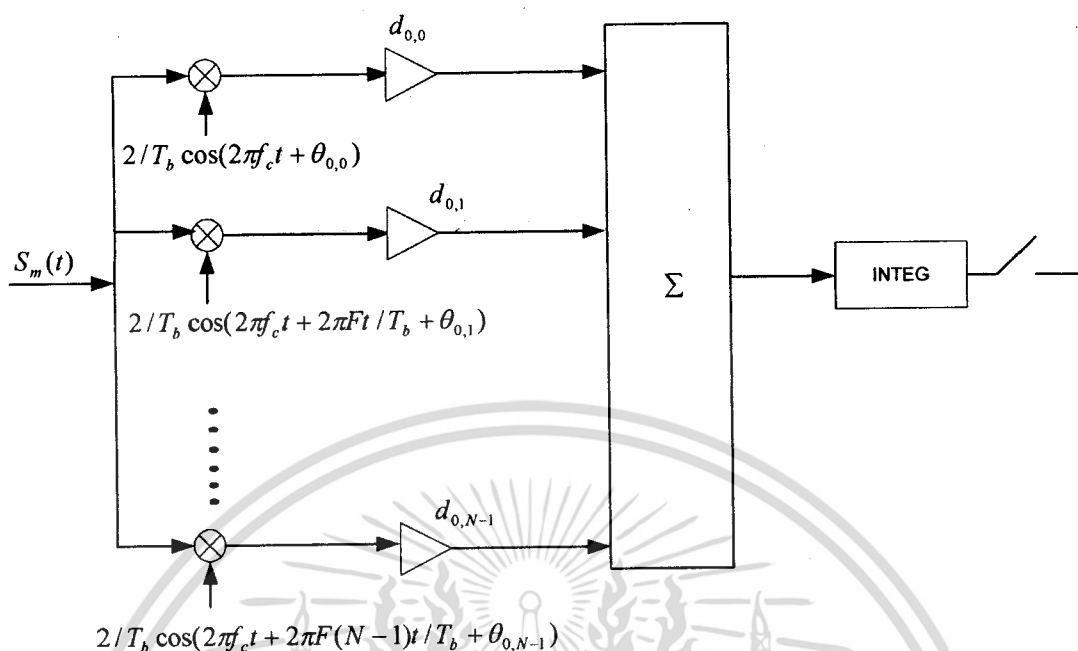 d_{0,0}
2/T_b cos(2πf_c t + θ_{0,0})
d_{0,1}
S_m(t)
2/T_b cos(2πf_c t + 2πFt/T_b + θ_{0,1})
Σ
INTEG
d_{0,N-1}
2/T_b cos(2πf_c t + 2πF(N-1)t/T_b + θ_{0,N-1})